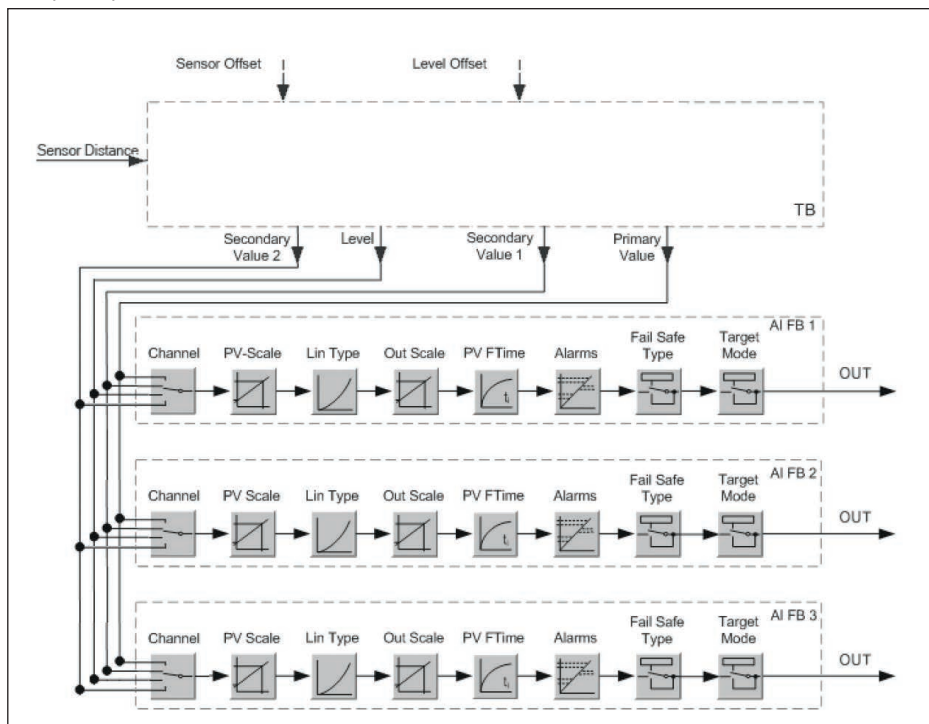 Sensor Offset
Level Offset
Sensor Distance
TB
Secondary
Value 2
Level
Secondary
Value 1
Primary
Value
AI FB 1
Channel
PV-Scale
Lin Type
Out Scale
PV FTime
Alarms
Fail Safe
Type
Target
Mode
OUT
t₁
AI FB 2
Channel
PV Scale
Lin Type
Out Scale
PV FTime
Alarms
Fail Safe
Type
Target
Mode
OUT
t₁
AI FB 3
Channel
PV Scale
Lin Type
Out Scale
PV FTime
Alarms
Fail Safe
Type
Target
Mode
OUT
t₁